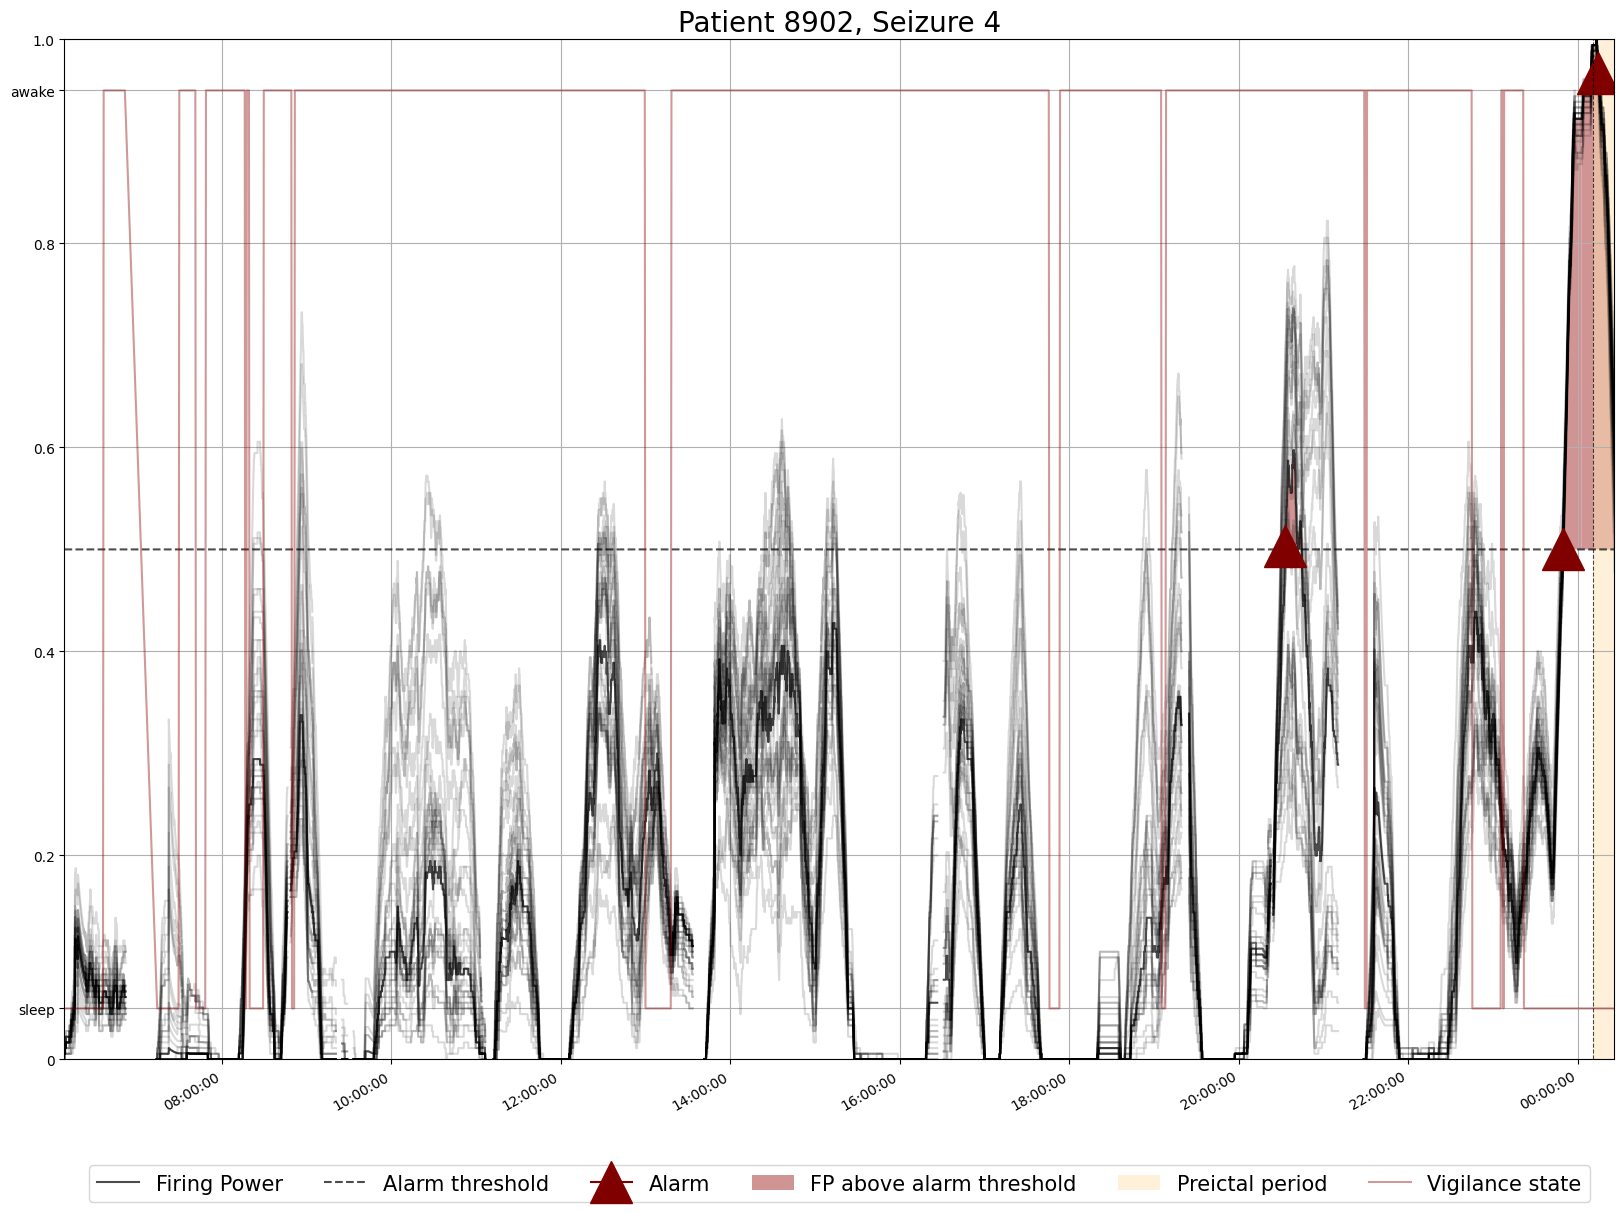 Patient 8902, Seizure 4
1.0
awake
0.8
0.6
0.4
0.2
sleep
0
08:00:00
10:00:00
12:00:00
14:00:00
16:00:00
18:00:00
20:00:00
22:00:00
00:00:00
Firing Power
Alarm threshold
Alarm
FP above alarm threshold
Preictal period
Vigilance state